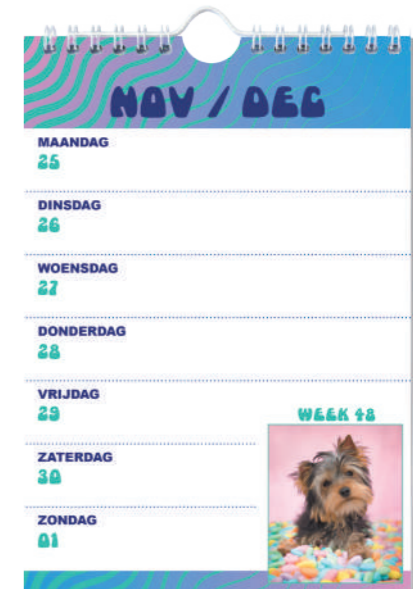 NOV / DEC
MAANDAG
25
DINSDAG
26
WOENSDAG
27
DONDERDAG
28
VRIJDAG
29
WEEK 48
ZATERDAG
30
ZONDAG
01